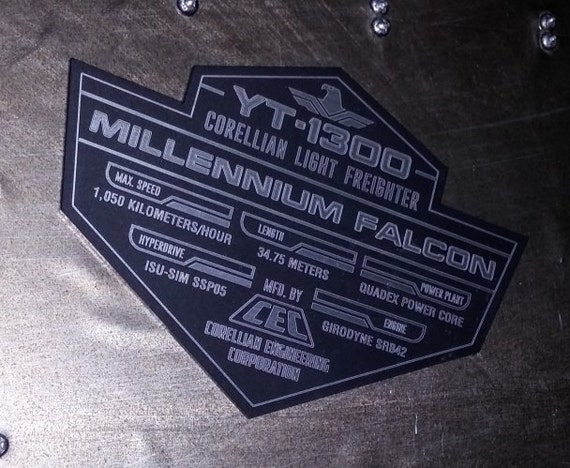 YT-1300
CORELLIAN LIGHT FREIGHTER
MILLENNIUM FALCON
MAX. SPEED
1,050 KILOMETERS/HOUR
LENGTH
34.75 METERS
POWER PLANT
QUADEX POWER CORE
HYPERDRIVE
ISU-SIM SSP05
MFD. BY
CEC
CORELLIAN ENGINEERING
CORPORATION
ENGINE
GIRODYNE SRB42